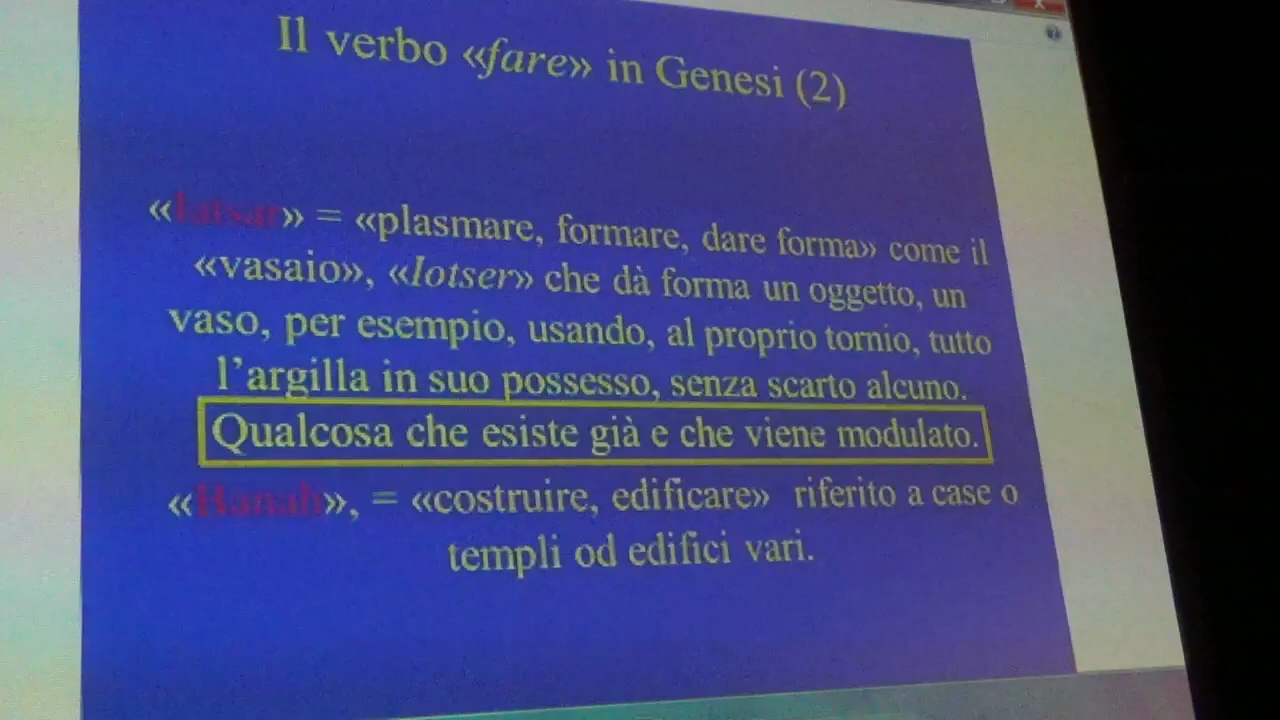 Il verbo «fare» in Genesi (2)
«Iatsar» = «plasmare, formare, dare forma» come il
«vasaio», «Iotser» che dà forma un oggetto, un
vaso, per esempio, usando, al proprio tornio, tutto
l’argilla in suo possesso, senza scarto alcuno.
Qualcosa che esiste già e che viene modulato.
«Banah», = «costruire, edificare» riferito a case o
templi od edifici vari.